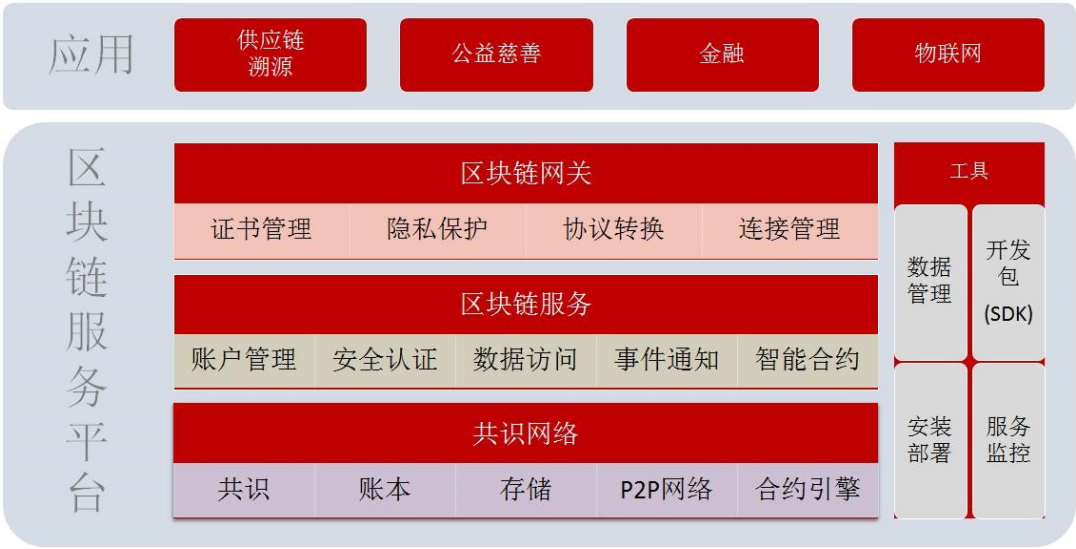 应用
供应链
溯源
公益慈善
金融
物联网
区块链服务平台
区块链网关
证书管理 隐私保护 协议转换 连接管理
区块链服务
账户管理 安全认证 数据访问 事件通知 智能合约
共识网络
共识 账本 存储 P2P网络 合约引擎
工具
数据
管理
开发
包
(SDK)
安装
部署
服务
监控